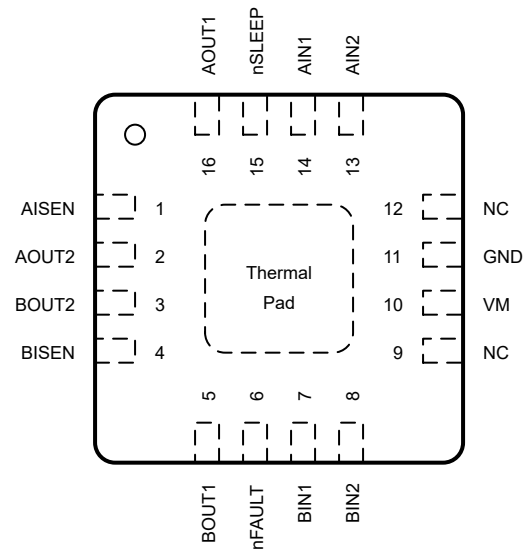 AOUT1
nSLEEP
AIN1
AIN2
16
15
14
13
AISEN 1
12 NC
AOUT2 2
11 GND
BOUT2 3
10 VM
BISEN 4
9 NC
Thermal
Pad
5
6
7
8
BOUT1
nFAULT
BIN1
BIN2